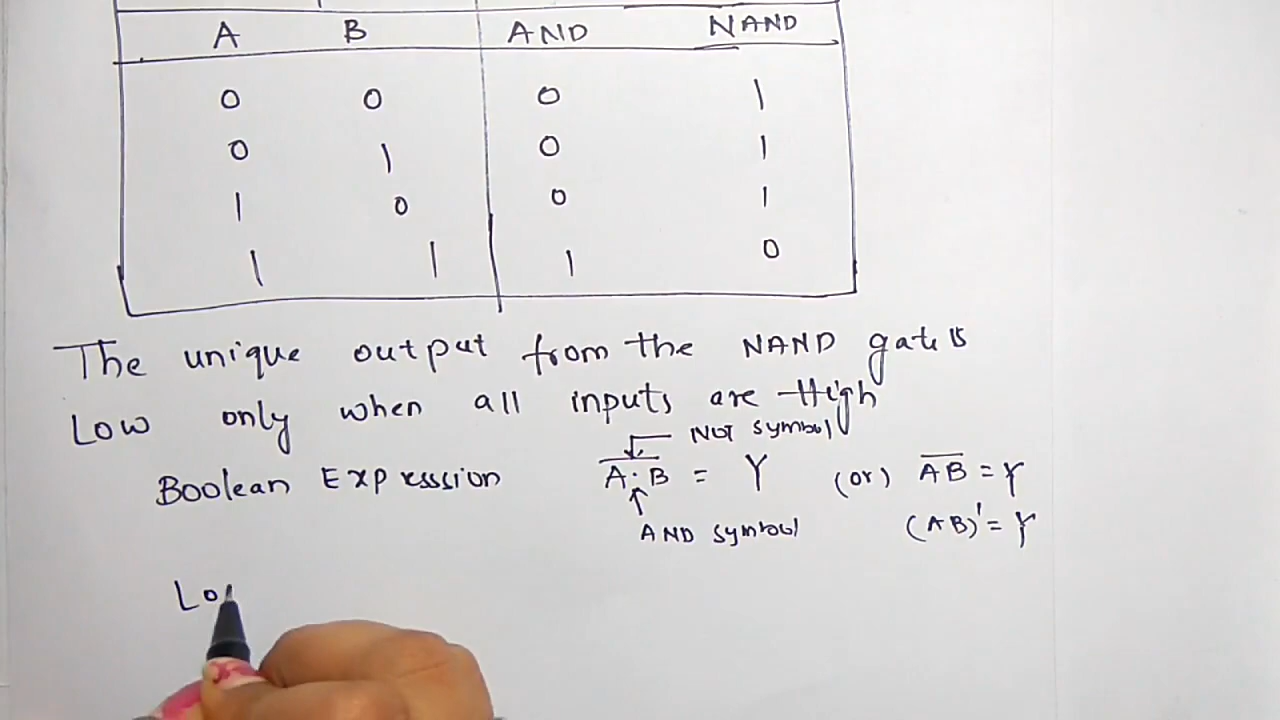 A B AND NAND
0 0 0 1
0 1 0 1
1 0 0 1
1 1 1 0
The unique output from the NAND gate is
Low only when all inputs are High
NOT symbol
Boolean Expresssion A̅ ̅·̅ ̅B̅ = Y (or) A̅B̅ = Y
AND symbol (AB)' = Y
Lo